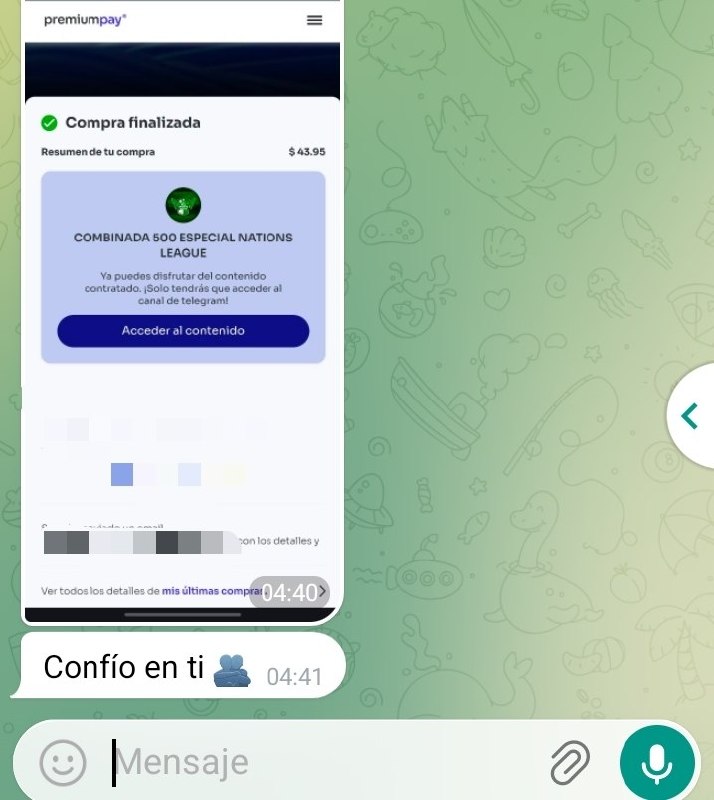 premiumpay®
Compra finalizada
Resumen de tu compra $ 43.95
COMBINADA 500 ESPECIAL NATIONS
LEAGUE
Ya puedes disfrutar del contenido
contratado. ¡Solo tendrás que acceder al
canal de telegram!
Acceder al contenido
con los detalles y
Ver todos los detalles de mis últimas compras
04:40
Confío en ti 🫂 04:41
Mensaje